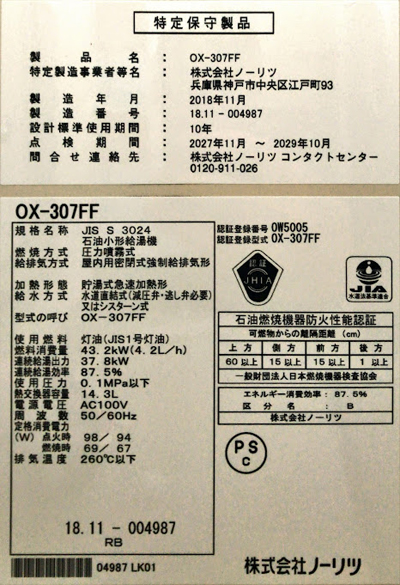 特定保守製品
製品名 : OX-307FF
特定製造事業者等名 : 株式会社ノーリツ
兵庫県神戸市中央区江戸町93
製造年月 : 2018年11月
製造番号 : 18.11-004987
設計標準使用期間 : 10年
点検期間 : 2027年11月 ～ 2029年10月
問合せ連絡先 : 株式会社ノーリツ コンタクトセンター
0120-911-026
OX-307FF
規格名称 JIS S 3024
石油小形給湯機
燃焼方式 圧力噴霧式
給排気方式 屋内用密閉式強制給排気形
加熱形態 貯湯式急速加熱形
給水方式 水道直結式(減圧弁・逃し弁必要)
又はシスターン式
型式の呼び OX-307FF
使用燃料 灯油(JIS1号灯油)
燃料消費量 43.2kW(4.2L/h)
連続給湯出力 37.8kW
連続給湯効率 87.5%
使用圧力 0.1MPa以下
熱交換器容量 14.3L
電源電圧 AC100V
周波数 50/60Hz
定格消費電力
(W) 点火時 98/ 94
燃焼時 69/ 67
排気温度 260℃以下
18.11 - 004987
RB
04987 LK01
認証登録番号 OW5005
認証登録型式 OX-307FF
認証
JHIA
JIA
水道法基準適合
石油燃焼機器防火性能認証
可燃物からの離隔距離 (cm)
上方 側方 前方 後方
60以上 15以上 15以上 1以上
一般財団法人日本燃焼機器検査協会
エネルギー消費効率: 87.5%
区分名: B
株式会社ノーリツ
PS
C
株式会社ノーリツ